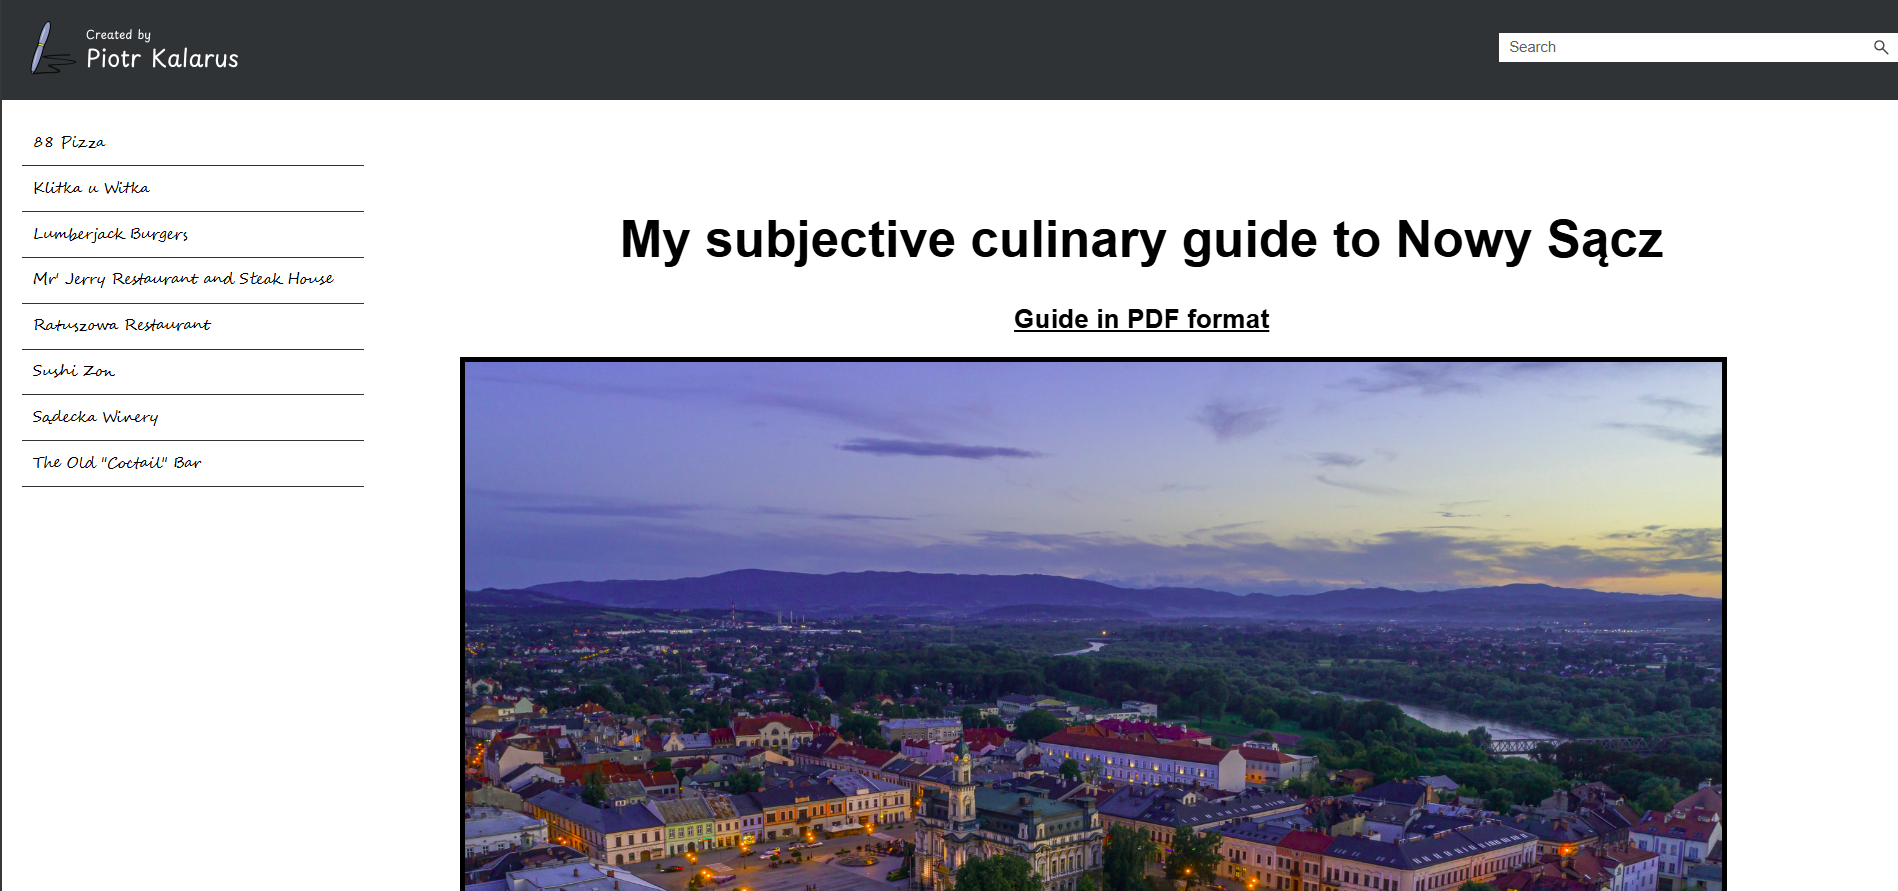 Created by
Piotr Kalarus
Search
88 Pizza
Klitka u Witka
Lumberjack Burgers
Mr' Jerry Restaurant and Steak House
Ratuszowa Restaurant
Sushi Zon
Sądecka Winery
The Old "Coctail" Bar
My subjective culinary guide to Nowy Sącz
Guide in PDF format